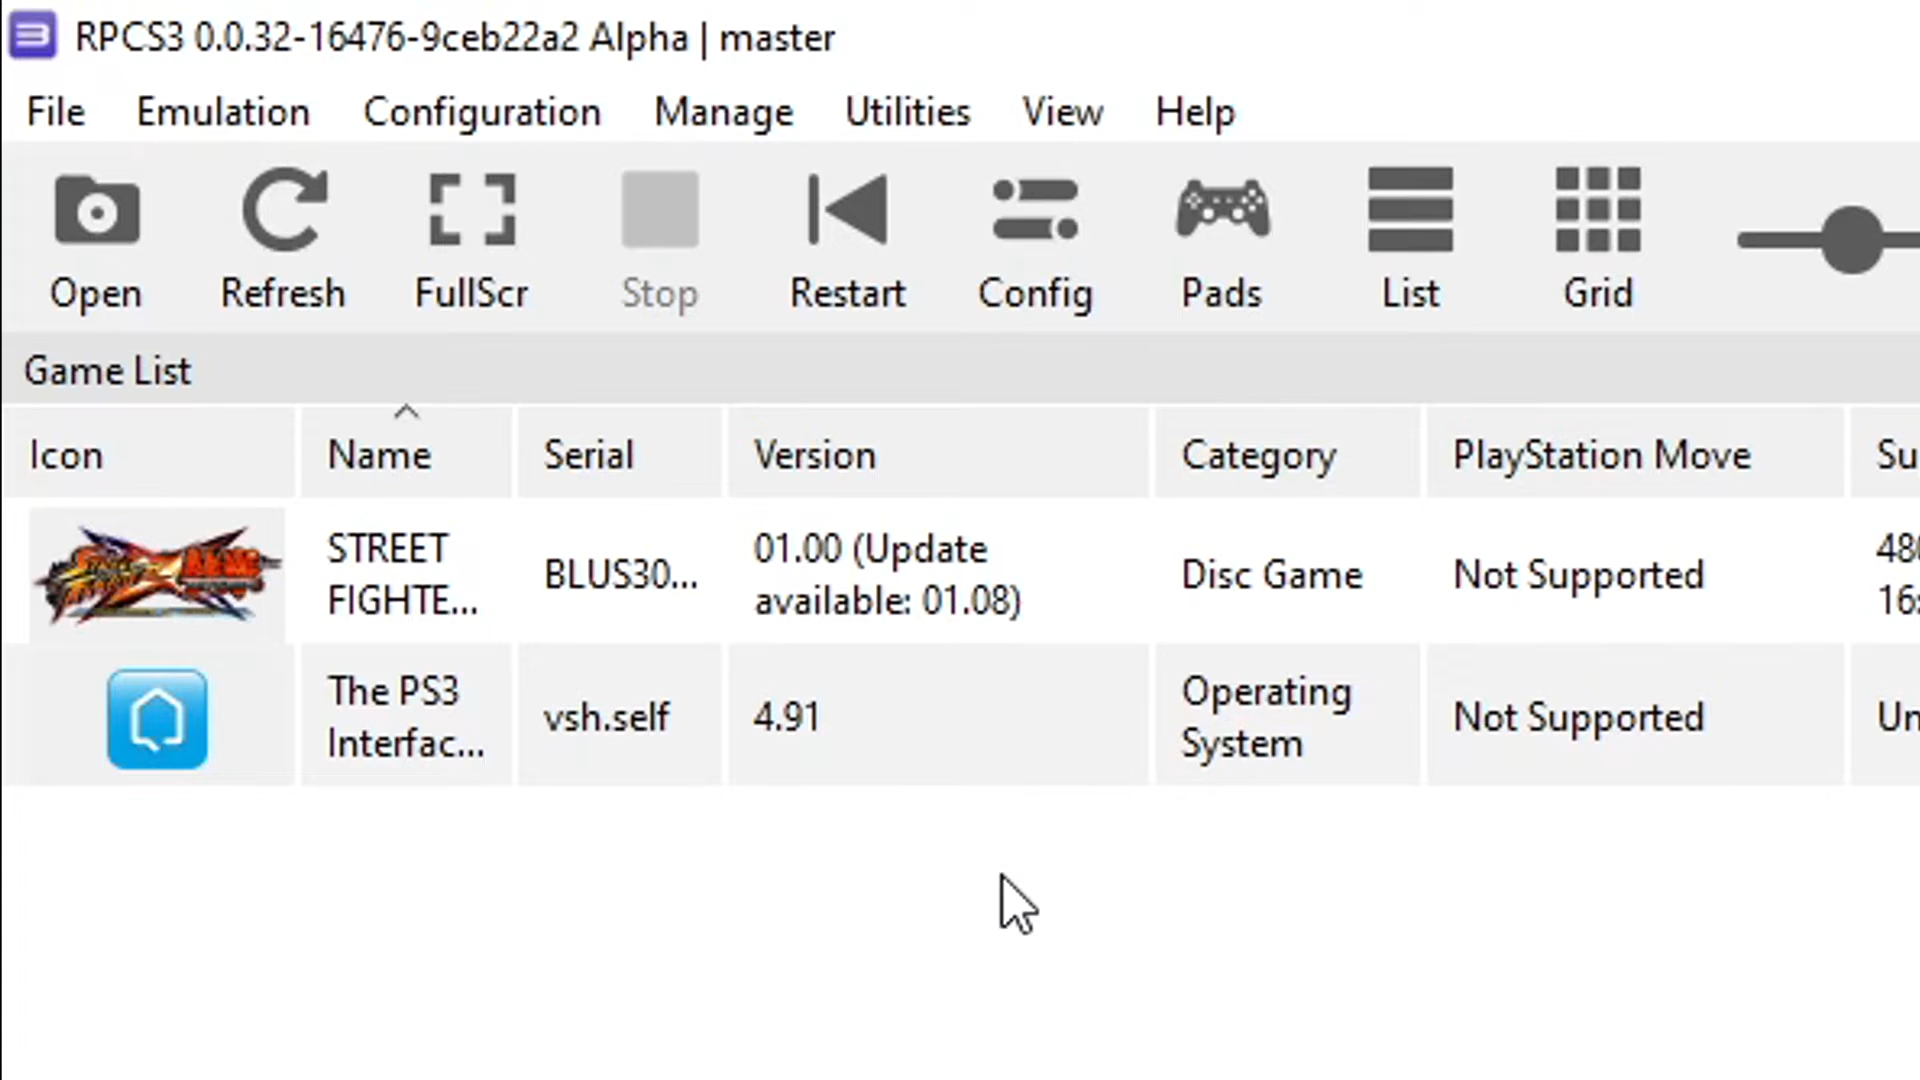 RPCS3 0.0.32-16476-9ceb22a2 Alpha | master
File Emulation Configuration Manage Utilities View Help
Open Refresh FullScr Stop Restart Config Pads List Grid
Game List
Icon Name Serial Version Category PlayStation Move Su
STREET FIGHTE... BLUS30... 01.00 (Update available: 01.08) Disc Game Not Supported
The PS3 Interfac... vsh.self 4.91 Operating System Not Supported Un